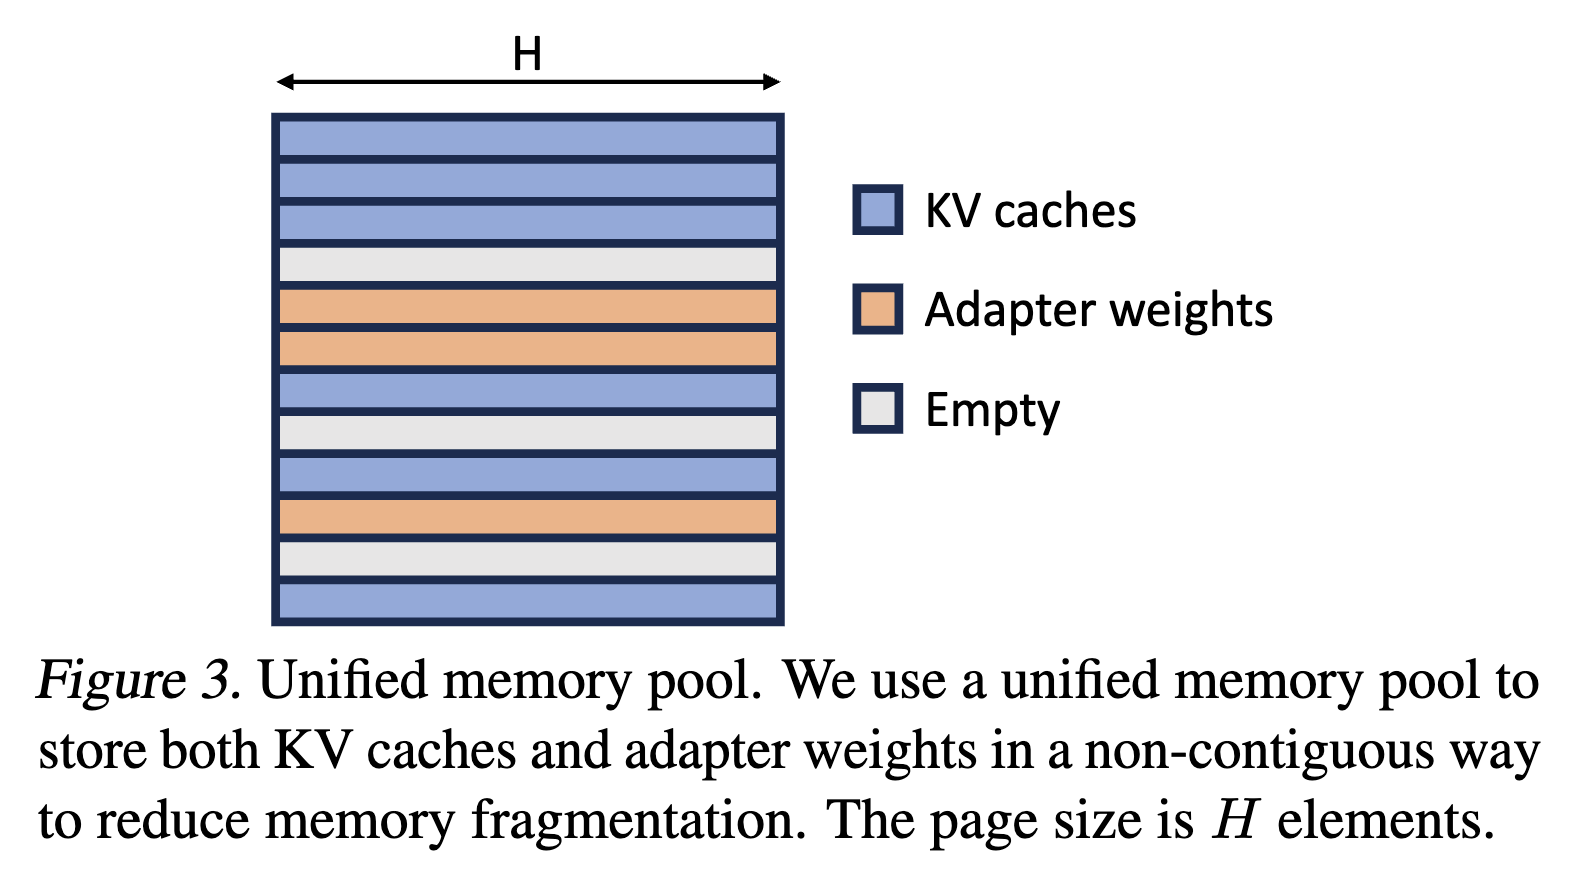 H
KV caches
Adapter weights
Empty
Figure 3. Unified memory pool. We use a unified memory pool to
store both KV caches and adapter weights in a non-contiguous way
to reduce memory fragmentation. The page size is H elements.